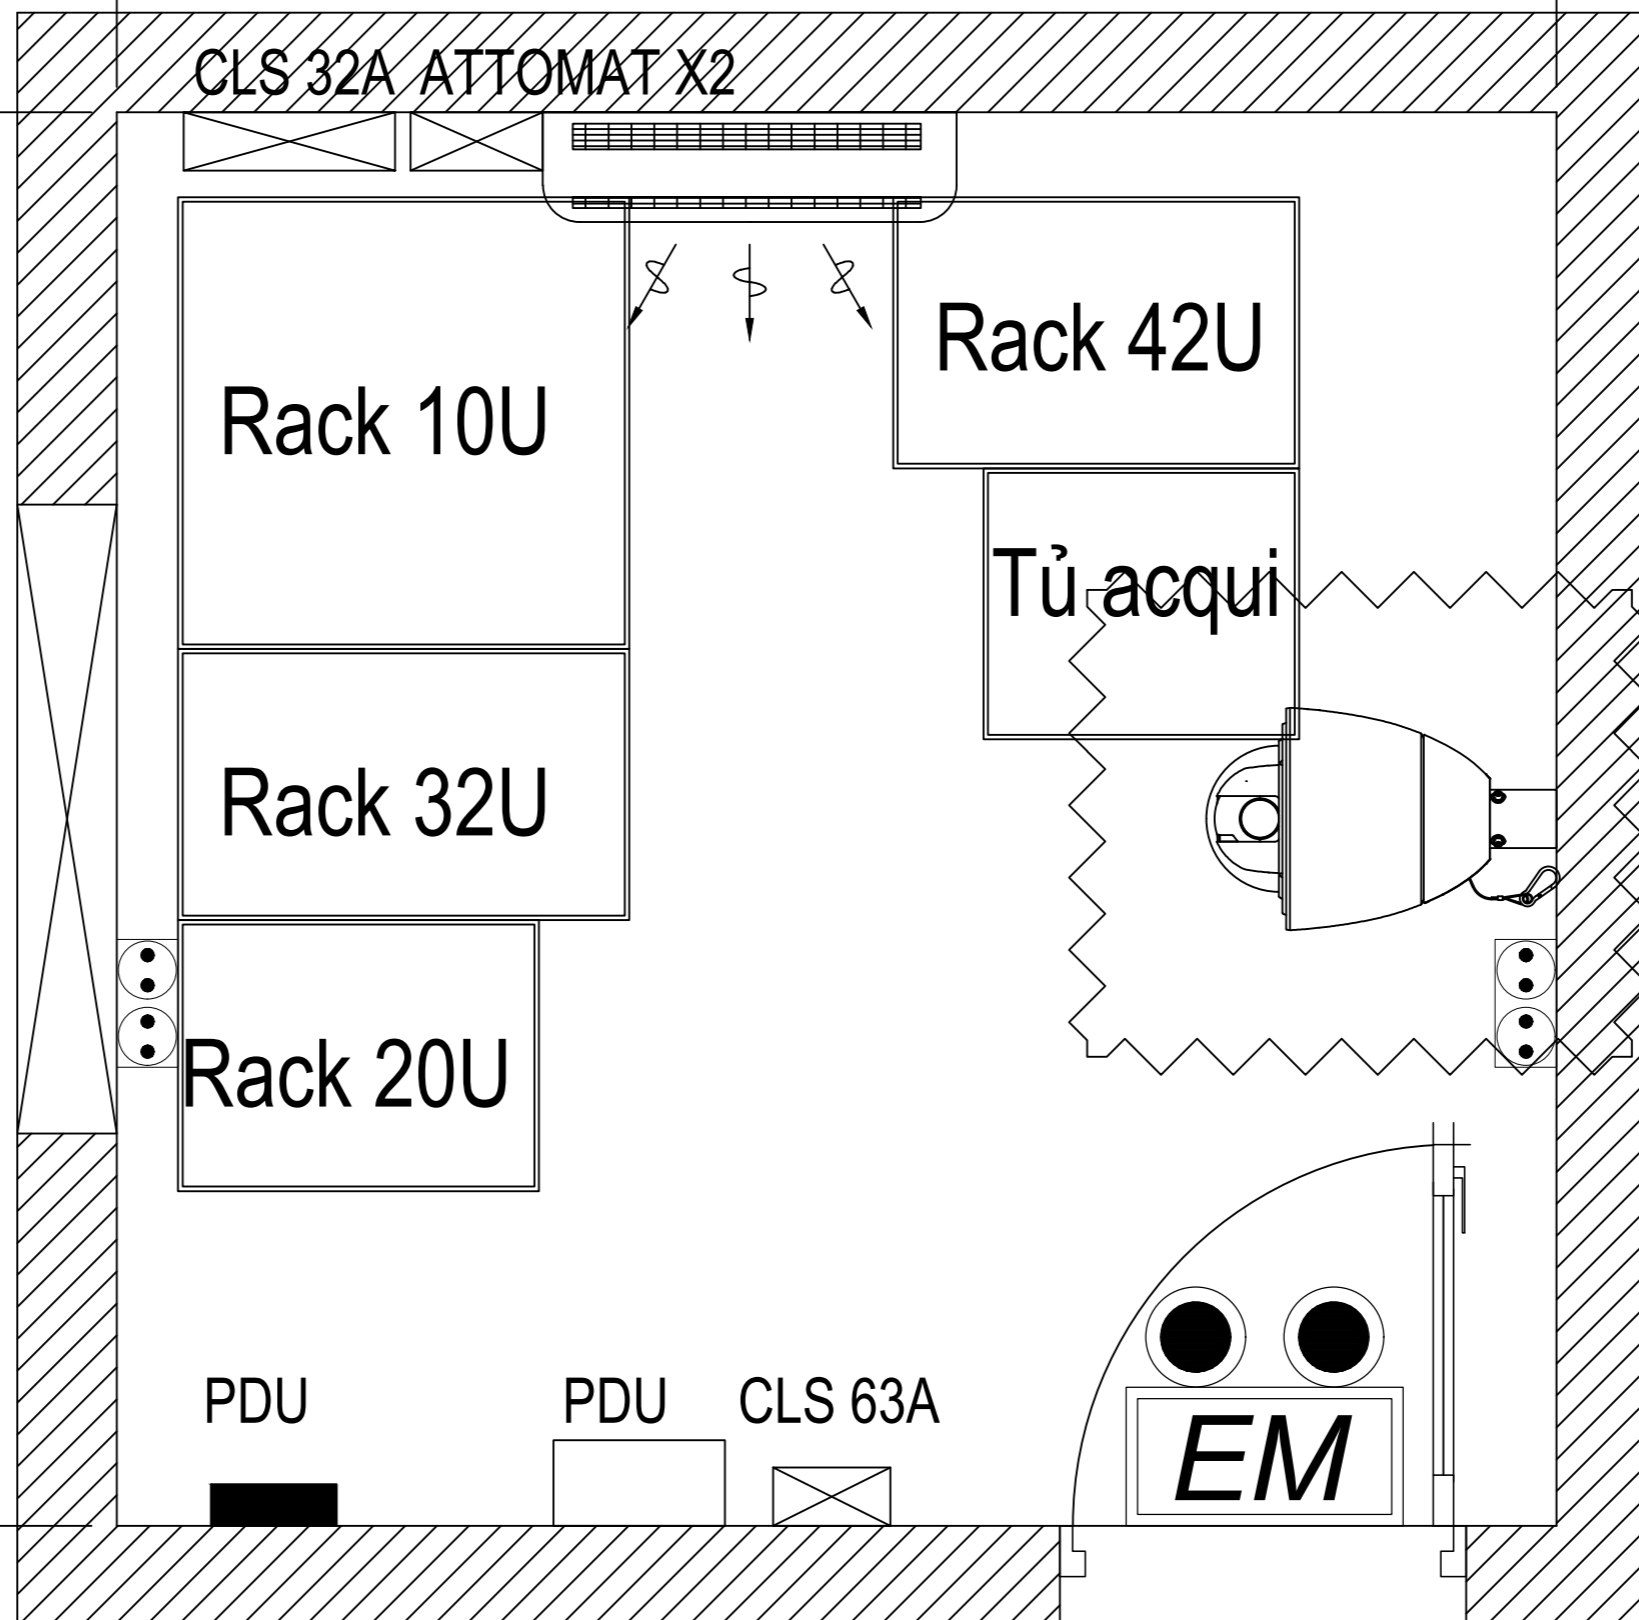 CLS 32A ATTOMAT X2
Rack 42U
Rack 10U
Tủ acqui
Rack 32U
Rack 20U
PDU PDU CLS 63A
EM